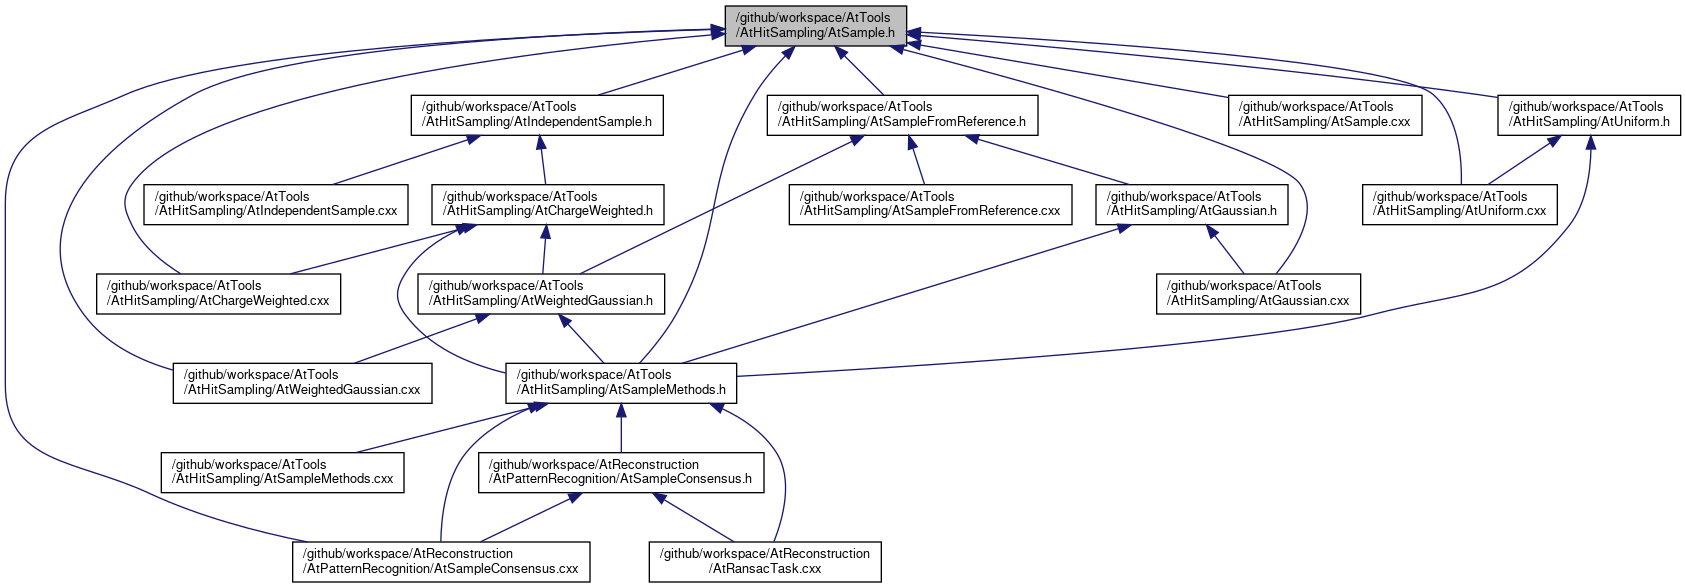 /github/workspace/AtTools
/AtHitSampling/AtSample.h
/github/workspace/AtTools
/AtHitSampling/AtIndependentSample.h
/github/workspace/AtTools
/AtHitSampling/AtSampleFromReference.h
/github/workspace/AtTools
/AtHitSampling/AtSample.cxx
/github/workspace/AtTools
/AtHitSampling/AtUniform.h
/github/workspace/AtTools
/AtHitSampling/AtIndependentSample.cxx
/github/workspace/AtTools
/AtHitSampling/AtChargeWeighted.h
/github/workspace/AtTools
/AtHitSampling/AtSampleFromReference.cxx
/github/workspace/AtTools
/AtHitSampling/AtGaussian.h
/github/workspace/AtTools
/AtHitSampling/AtUniform.cxx
/github/workspace/AtTools
/AtHitSampling/AtChargeWeighted.cxx
/github/workspace/AtTools
/AtHitSampling/AtWeightedGaussian.h
/github/workspace/AtTools
/AtHitSampling/AtGaussian.cxx
/github/workspace/AtTools
/AtHitSampling/AtWeightedGaussian.cxx
/github/workspace/AtTools
/AtHitSampling/AtSampleMethods.h
/github/workspace/AtTools
/AtHitSampling/AtSampleMethods.cxx
/github/workspace/AtReconstruction
/AtPatternRecognition/AtSampleConsensus.h
/github/workspace/AtReconstruction
/AtPatternRecognition/AtSampleConsensus.cxx
/github/workspace/AtReconstruction
/AtRansacTask.cxx